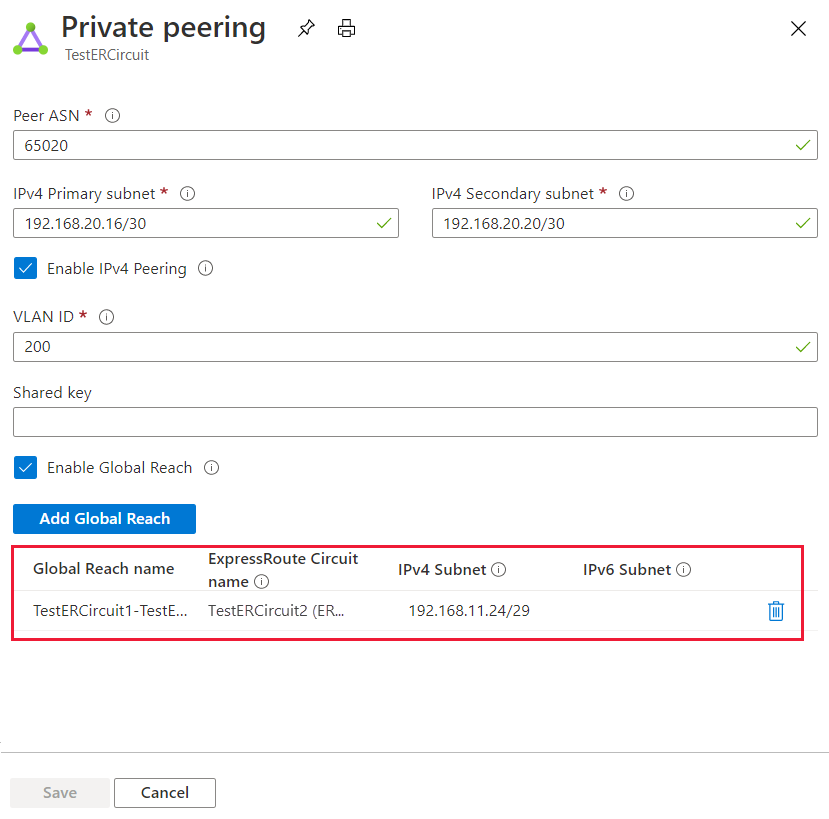 Private peering
TestERCircuit
Peer ASN *
65020
IPv4 Primary subnet * IPv4 Secondary subnet *
192.168.20.16/30 192.168.20.20/30
Enable IPv4 Peering
VLAN ID *
200
Shared key
Enable Global Reach
Add Global Reach
Global Reach name ExpressRoute Circuit name IPv4 Subnet IPv6 Subnet
TestERCircuit1-TestE... TestERCircuit2 (ER... 192.168.11.24/29
Save Cancel